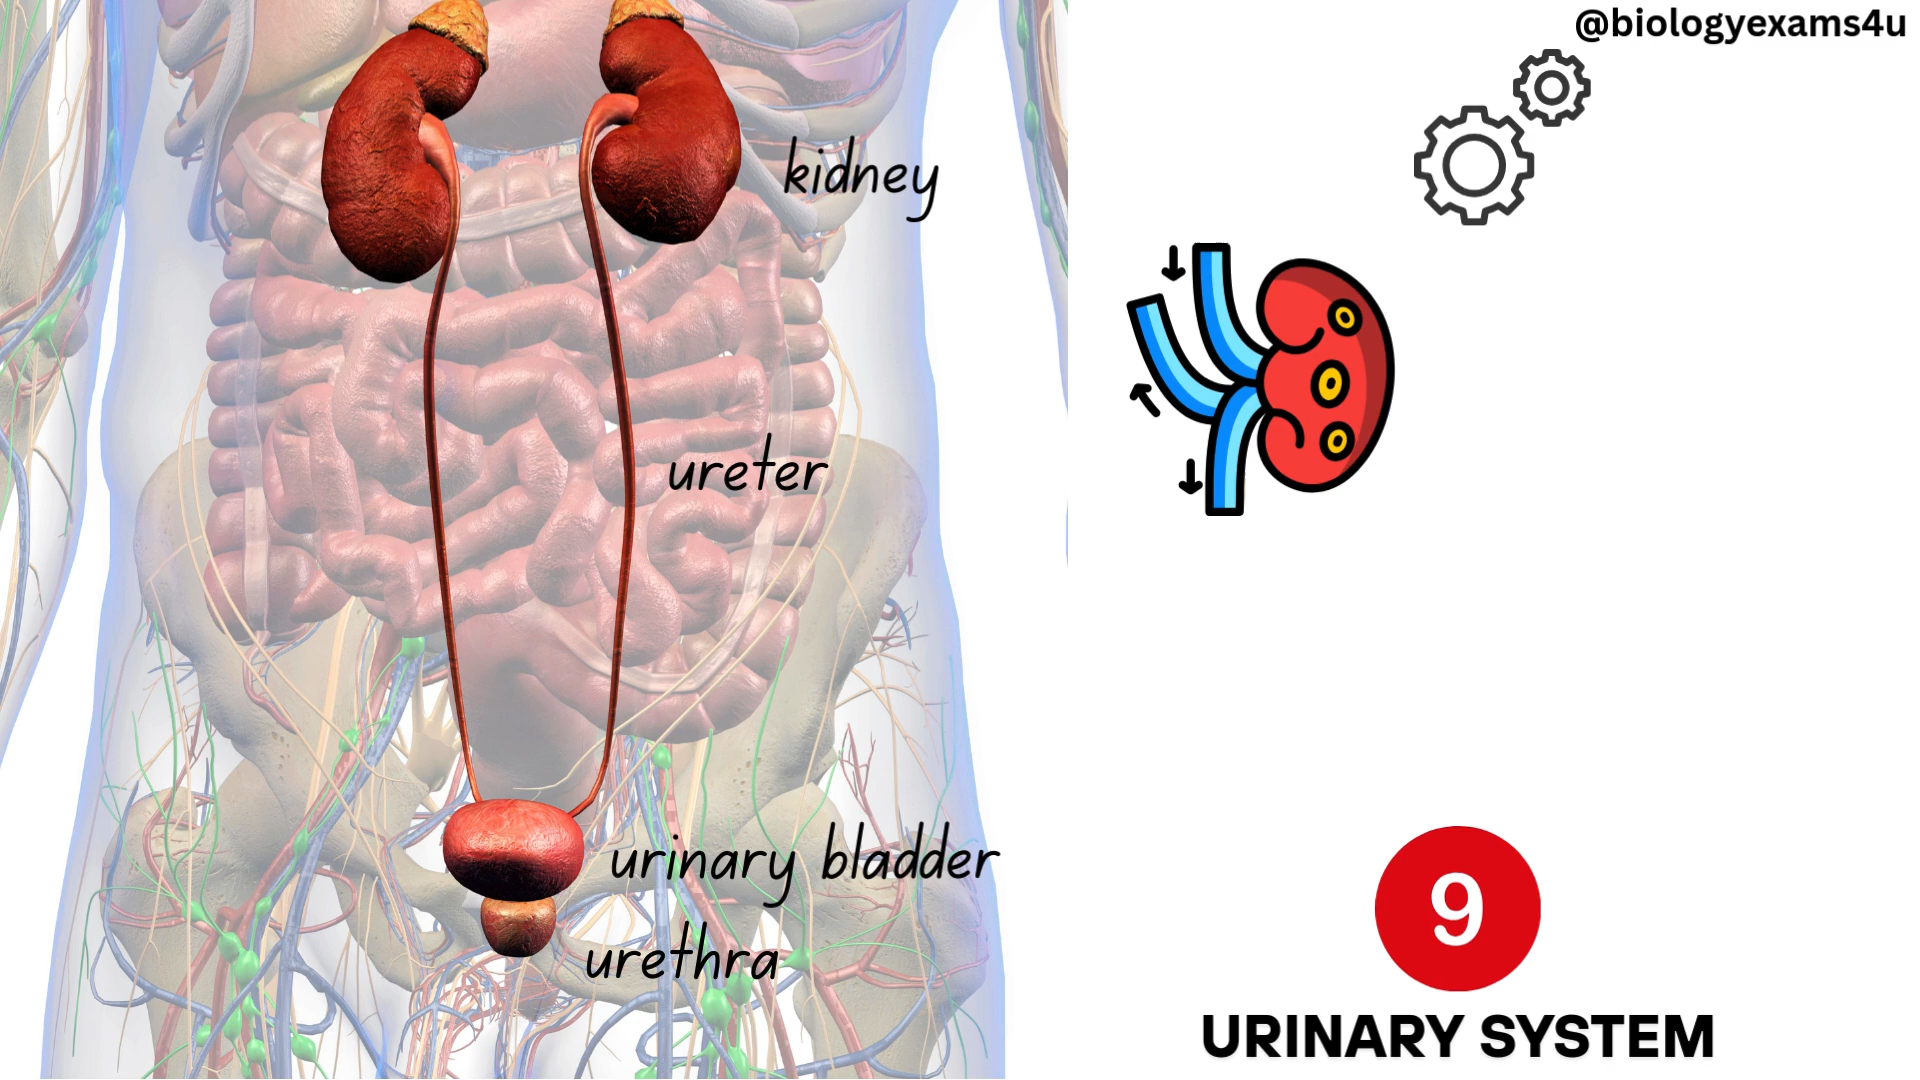 @biologyexams4u
kidney
ureter
urinary bladder
urethra
9
URINARY SYSTEM